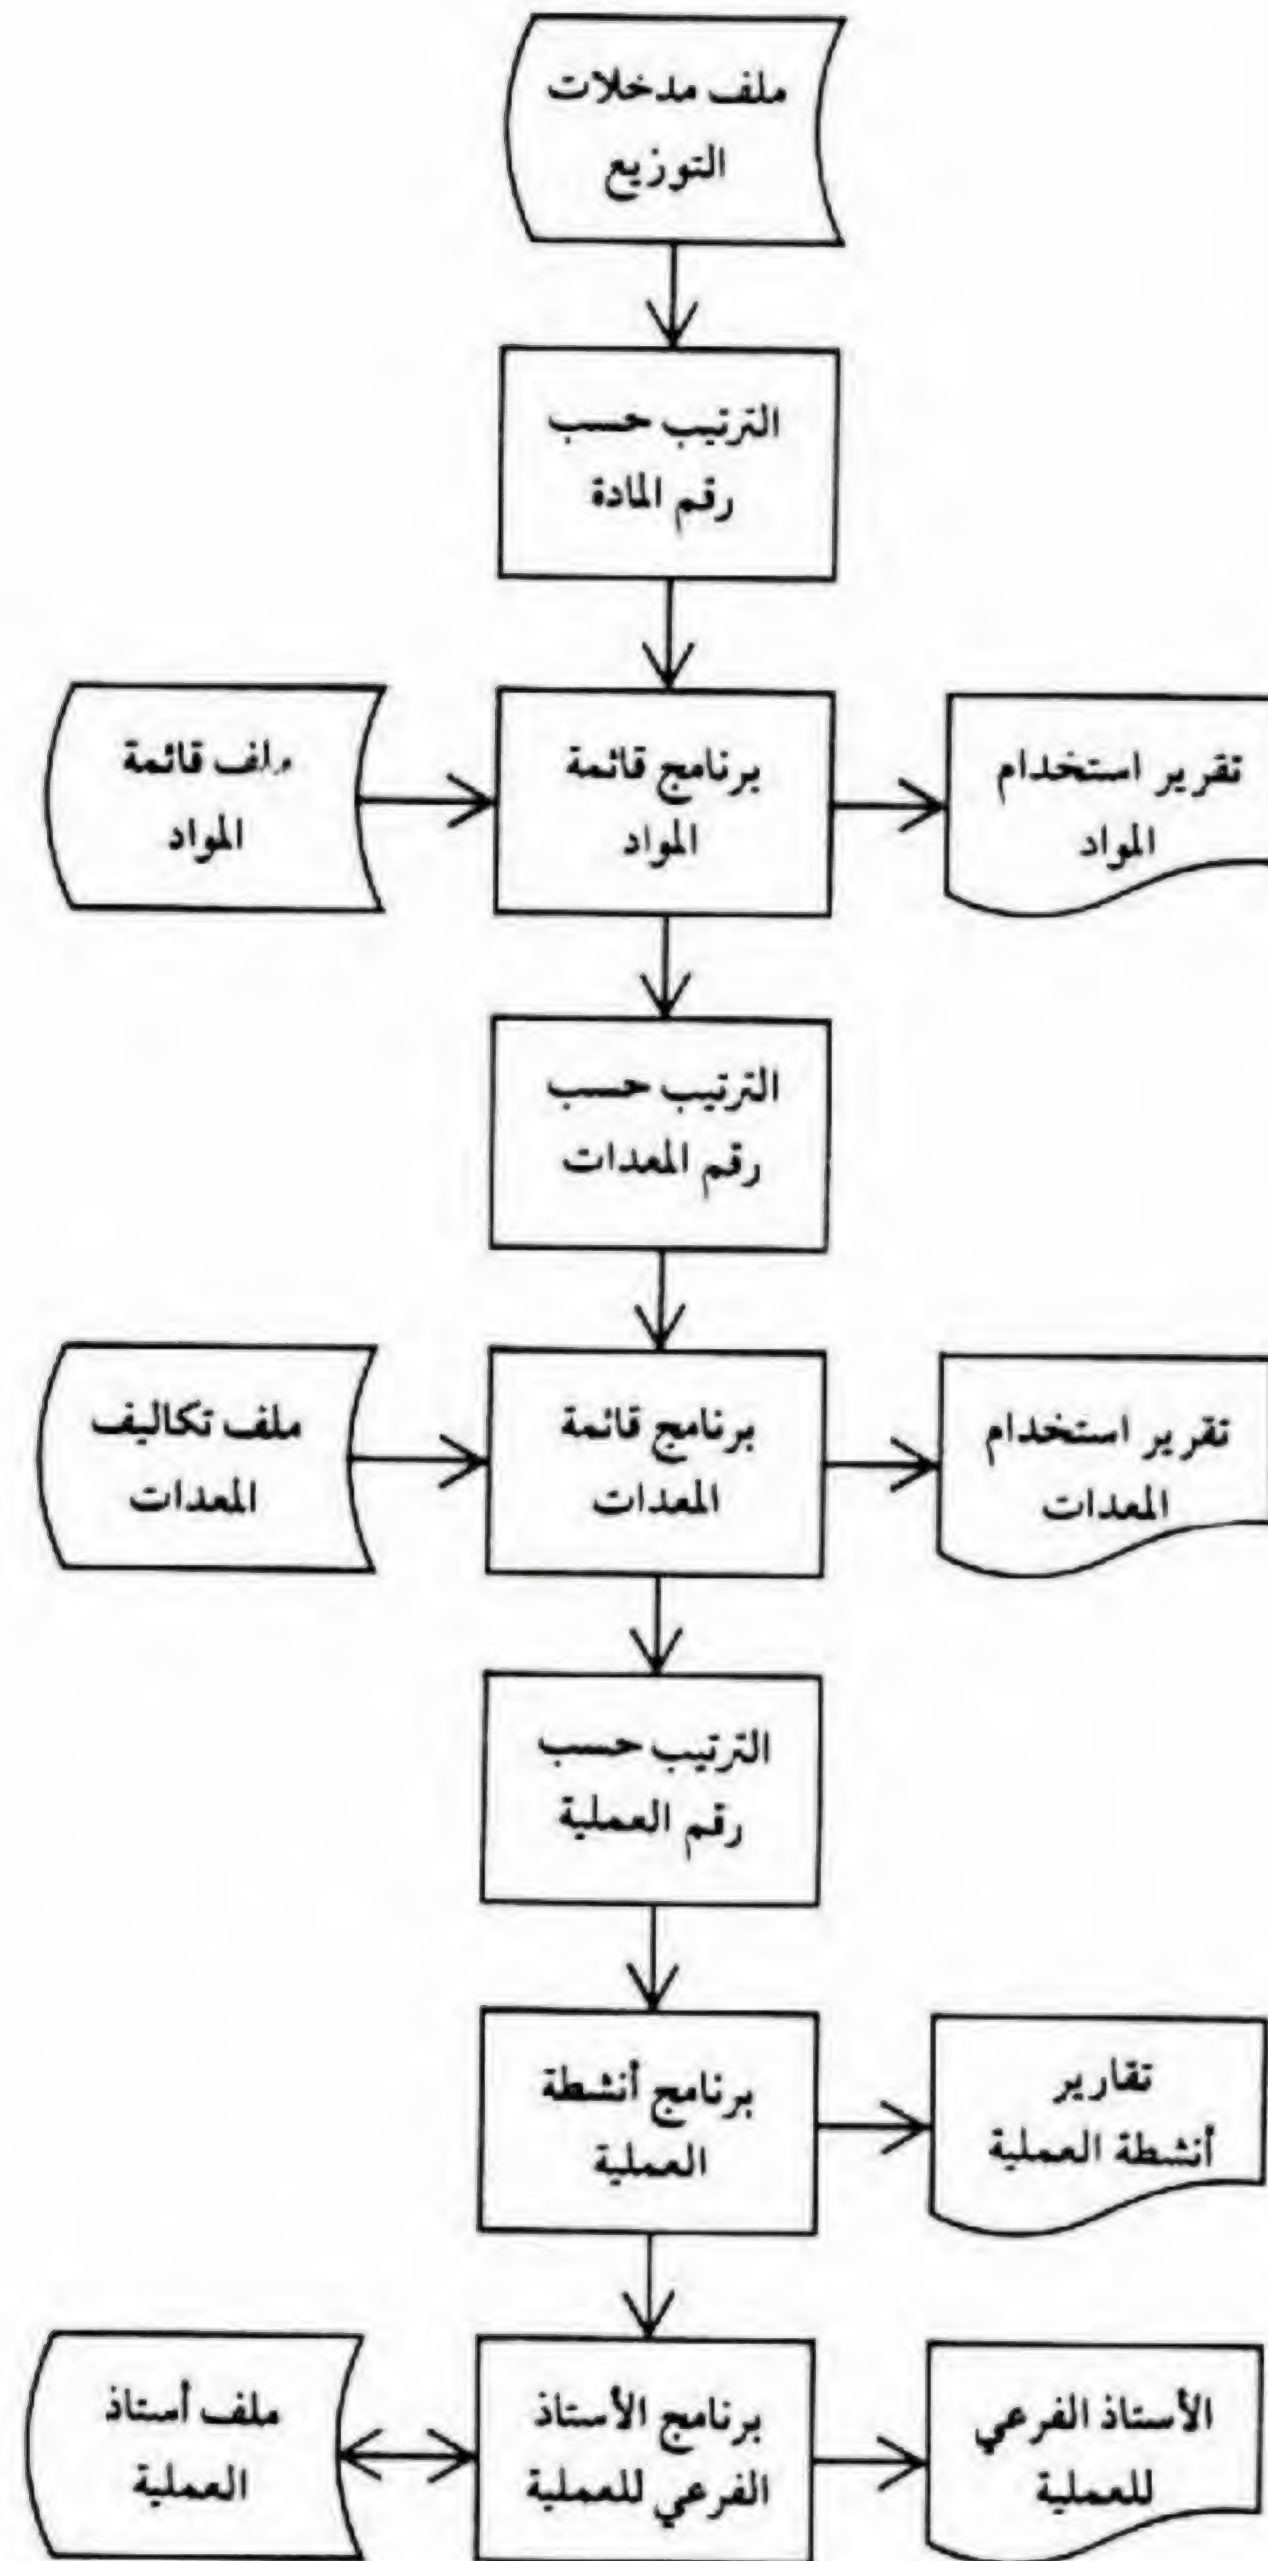 ملف مدخلات
التوزيع
الترتيب حسب
رقم المادة
ملف قائمة
المواد
برنامج قائمة
المواد
تقرير استخدام
المواد
الترتيب حسب
رقم المعدات
ملف تكاليف
المعدات
برنامج قائمة
المعدات
تقرير استخدام
المعدات
الترتيب حسب
رقم العملية
برنامج أنشطة
العملية
تقارير
أنشطة العملية
ملف أستاذ
العملية
برنامج الأستاذ
الفرعي للعملية
الأستاذ الفرعي
للعملية